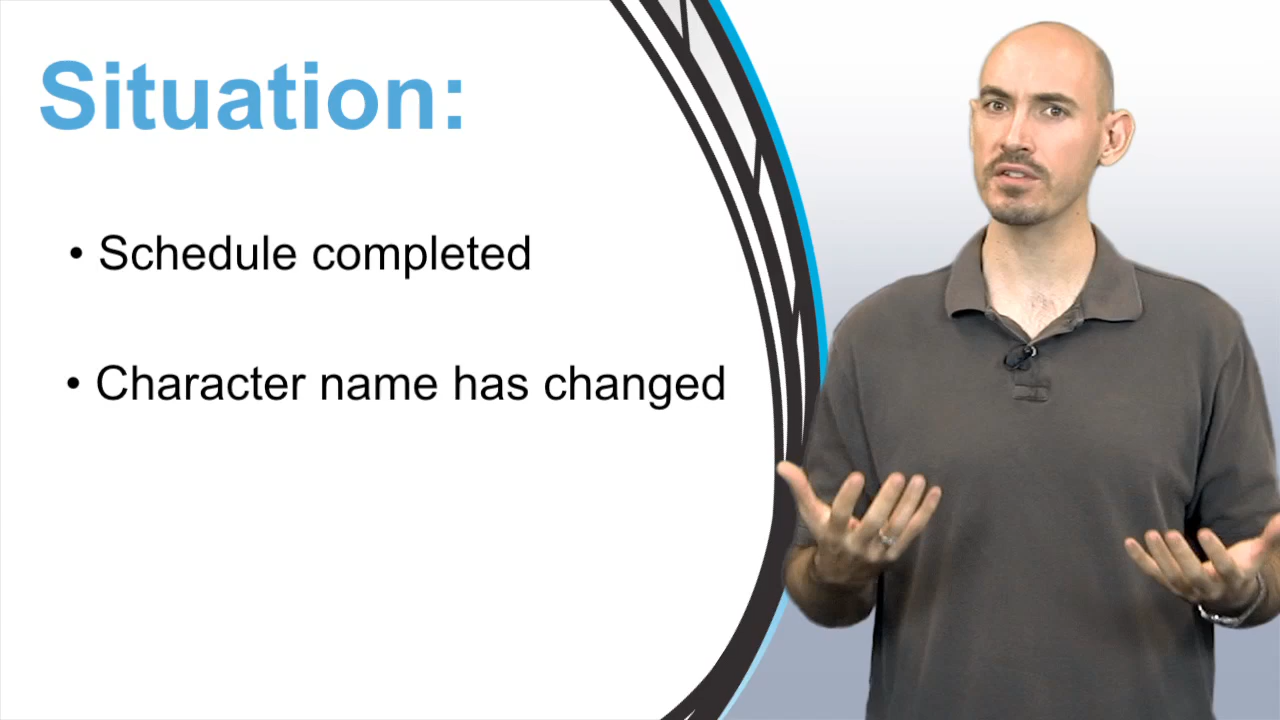 Situation:
• Schedule completed
• Character name has changed